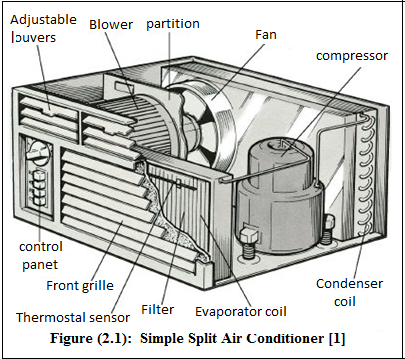 Adjustable
louvers
Blower
partition
Fan
compressor
control
panet
Front grille
Thermostal sensor
Filter
Evaporator coil
Condenser
coil
Figure (2.1): Simple Split Air Conditioner [1]